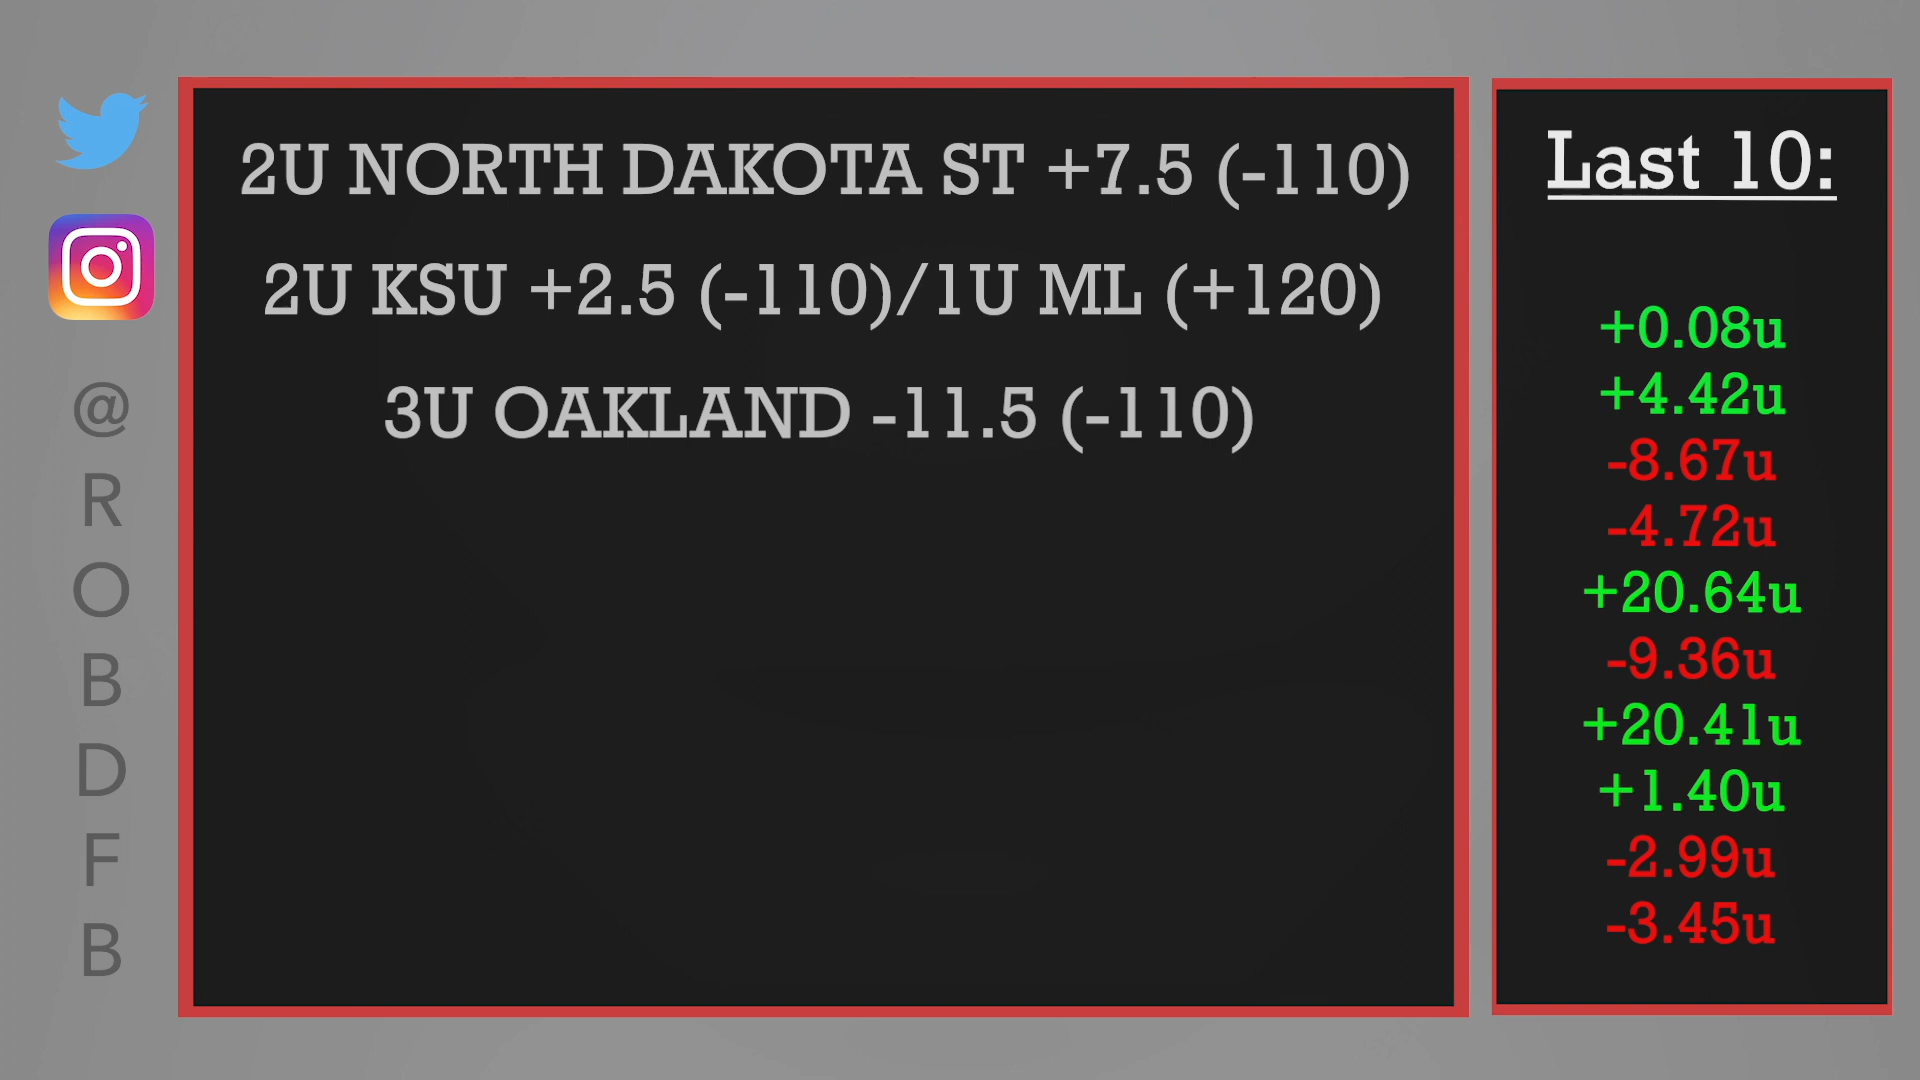 @
R
O
B
D
F
B
2U NORTH DAKOTA ST +7.5 (-110)
2U KSU +2.5 (-110)/1U ML (+120)
3U OAKLAND -11.5 (-110)
Last 10:
+0.08u
+4.42u
-8.67u
-4.72u
+20.64u
-9.36u
+20.41u
+1.40u
-2.99u
-3.45u